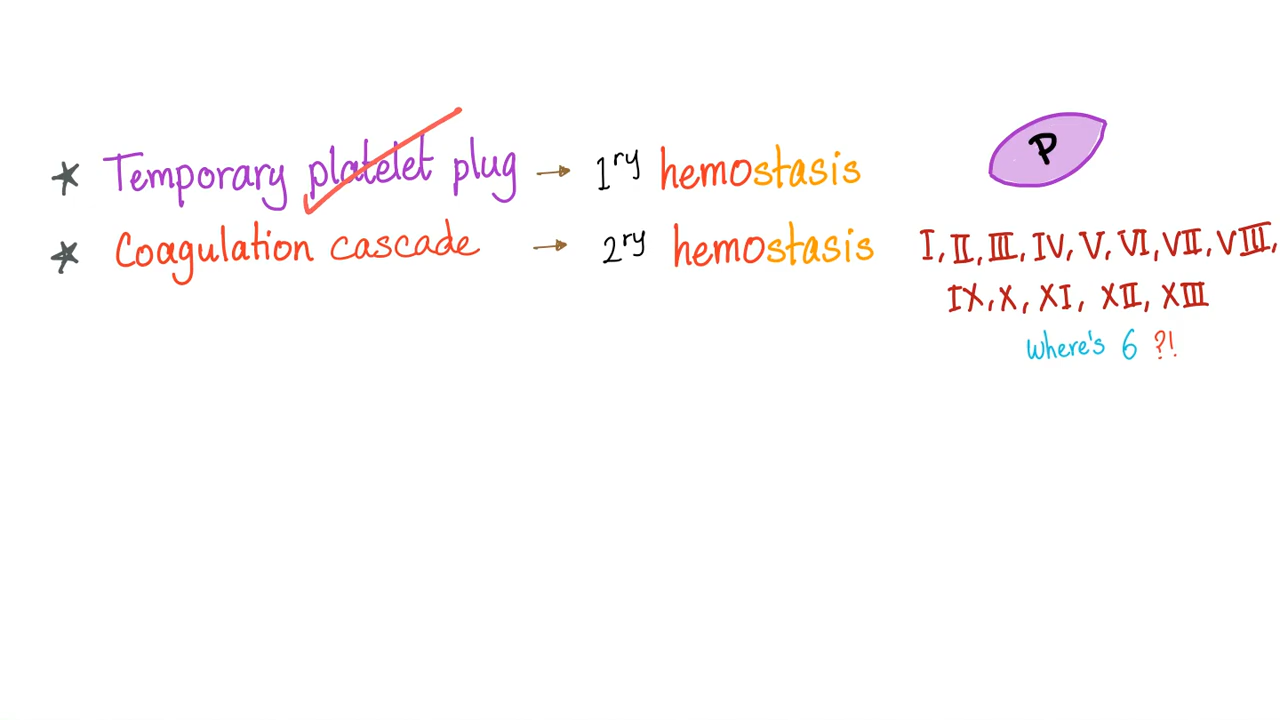 ★ Temporary platelet plug → 1ry hemostasis
P
★ Coagulation cascade → 2ry hemostasis
I, II, III, IV, V, VI, VII, VIII,
IX, X, XI, XII, XIII
where's 6 ?!